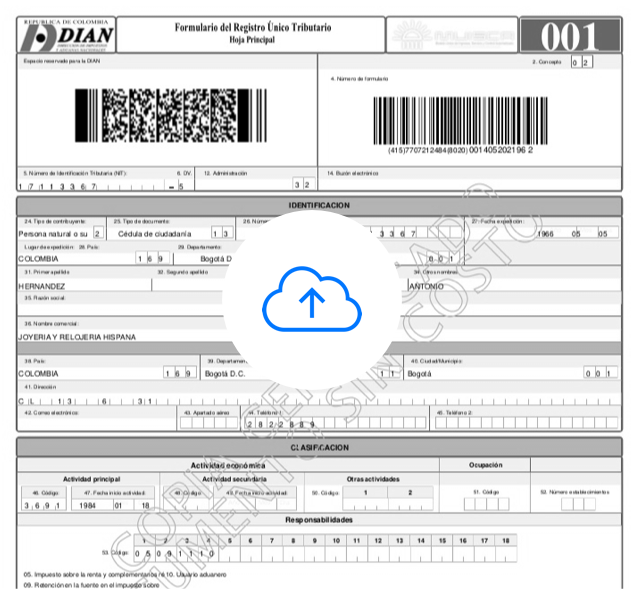 REPUBLICA DE COLOMBIA
DIAN
DIRECCION DE IMPUESTOS
Y ADUANAS NACIONALES
Formulario del Registro Único Tributario
Hoja Principal
MUISCA
001
Espacio reservado para la DIAN
2. Concepto 0 2
4. Número de formulario
(415)7707212484(8020) 001405202196 2
5. Número de Identificación Tributaria (NIT):
6. DV.
12. Administración
14. Buzón electrónico
1 7 1 1 3 3 6 7
- 5
3 2
IDENTIFICACION
24. Tipo de contribuyente:
25. Tipo de documento:
26. Núme
27. Fecha expedición:
Persona natural o su 2
Cédula de ciudadanía 1 3
3 3 6 7
1966 05 05
Lugar de expedición 28. País:
29. Departamento:
COLOMBIA 1 6 9
Bogotá D
0 0 1
31. Primer apellido
32. Segundo apellido
34. Otros nombres
HERNANDEZ
ANTONIO
35. Razón social:
36. Nombre comercial:
JOYERIA Y RELOJERIA HISPANA
38. País:
39. Departamen
40. Ciudad/Municipio:
COLOMBIA 1 6 9
Bogotá D.C. 1 1
Bogotá 0 0 1
41. Dirección
C L 1 3 6 3 1
42. Correo electrónico:
43. Apartado aéreo
44. Teléfono 1:
45. Teléfono 2:
2 8 2 2 8 8 9
CLASIFICACION
Actividad económica
Ocupación
Actividad principal
Actividad secundaria
Otras actividades
46. Código:
47. Fecha inicio actividad:
48. Código:
49. Fecha inicio actividad:
50. Código:
1 2
51. Código
52. Número establecimientos
3 6 9 1
1984 01 18
Responsabilidades
1 2 3 4 5 6 7 8 9 10 11 12 13 14 15 16 17 18
53. Código:
0 5 0 9 1 1 1 0
05. Impuesto sobre la renta y complementarios ré 10. Usuario aduanero
09. Retención en la fuente en el impuesto sobre